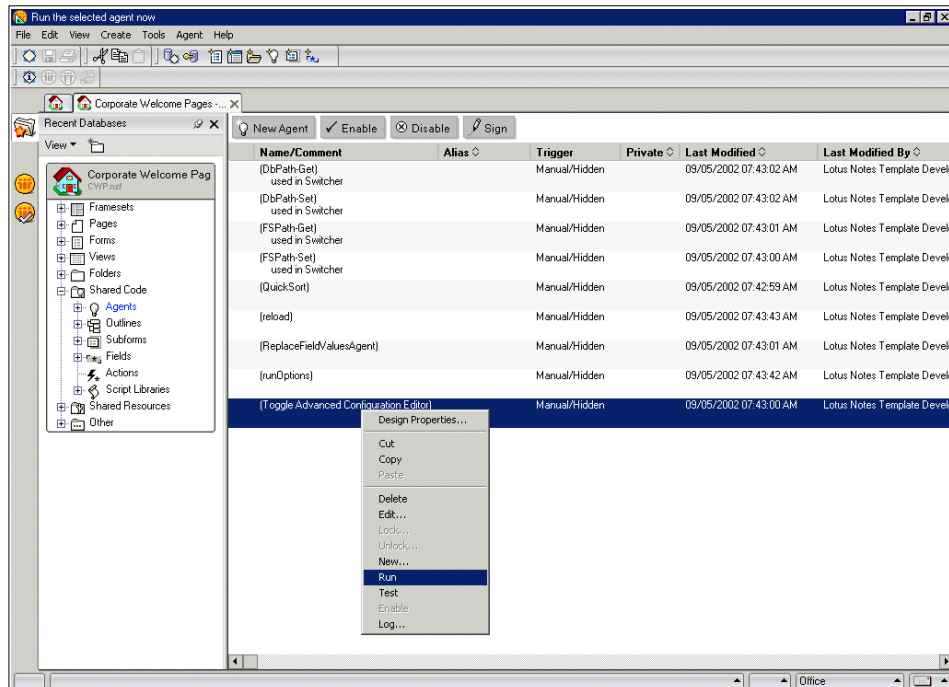 Run the selected agent now
File Edit View Create Tools Agent Help
Corporate Welcome Pages -...
Recent Databases
View
Corporate Welcome Pag
CWP.nsf
Framesets
Pages
Forms
Views
Folders
Shared Code
Agents
Outlines
Subforms
Fields
Actions
Script Libraries
Shared Resources
Other
New Agent Enable Disable Sign
Name/Comment Alias Trigger Private Last Modified Last Modified By
(DbPath-Get) Manual/Hidden 09/05/2002 07:43:02 AM Lotus Notes Template Devel
used in Switcher
(DbPath-Set) Manual/Hidden 09/05/2002 07:43:02 AM Lotus Notes Template Devel
used in Switcher
(FSPath-Get) Manual/Hidden 09/05/2002 07:43:01 AM Lotus Notes Template Devel
used in Switcher
(FSPath-Set) Manual/Hidden 09/05/2002 07:43:00 AM Lotus Notes Template Devel
used in Switcher
(QuickSort) Manual/Hidden 09/05/2002 07:42:59 AM Lotus Notes Template Devel
(reload) Manual/Hidden 09/05/2002 07:43:43 AM Lotus Notes Template Devel
(ReplaceFieldValuesAgent) Manual/Hidden 09/05/2002 07:43:01 AM Lotus Notes Template Devel
(runOptions) Manual/Hidden 09/05/2002 07:43:42 AM Lotus Notes Template Devel
(Toggle Advanced Configuration Editor) Manual/Hidden 09/05/2002 07:43:00 AM Lotus Notes Template Devel
Design Properties...
Cut
Copy
Paste
Delete
Edit...
Lock...
Unlock...
New...
Run
Test
Enable
Log...
Office